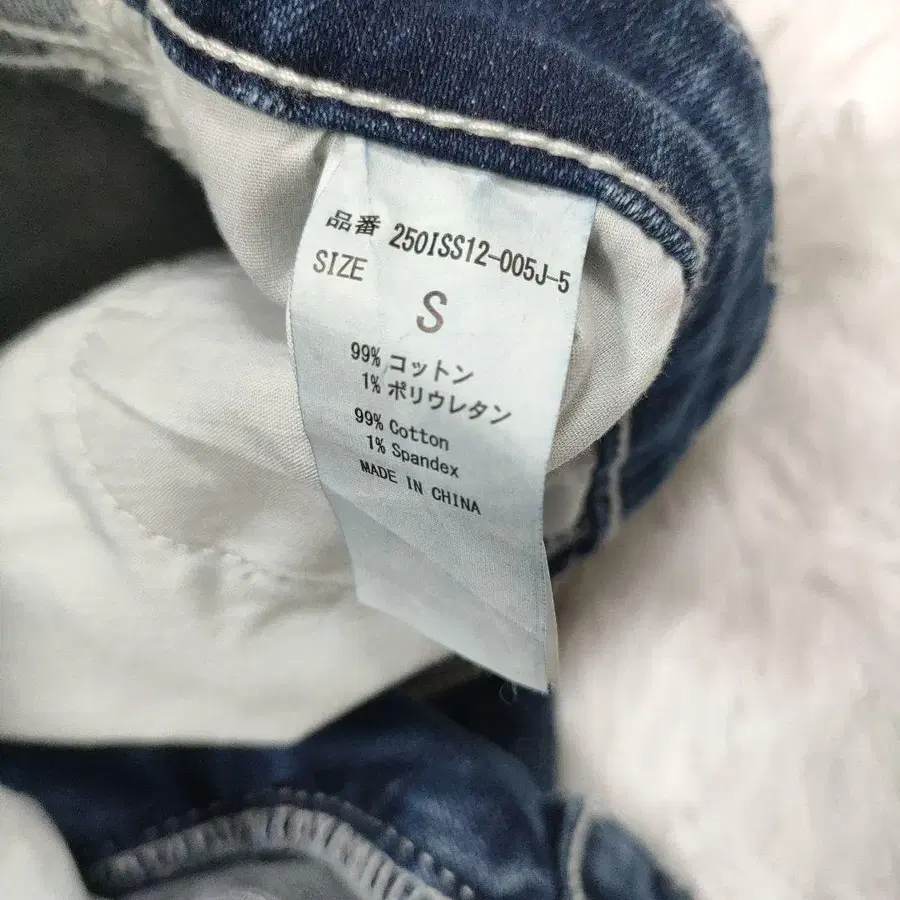 品番 250ISS12-005J-5
SIZE
S
99% コットン
1% ポリウレタン
99% Cotton
1% Spandex
MADE IN CHINA